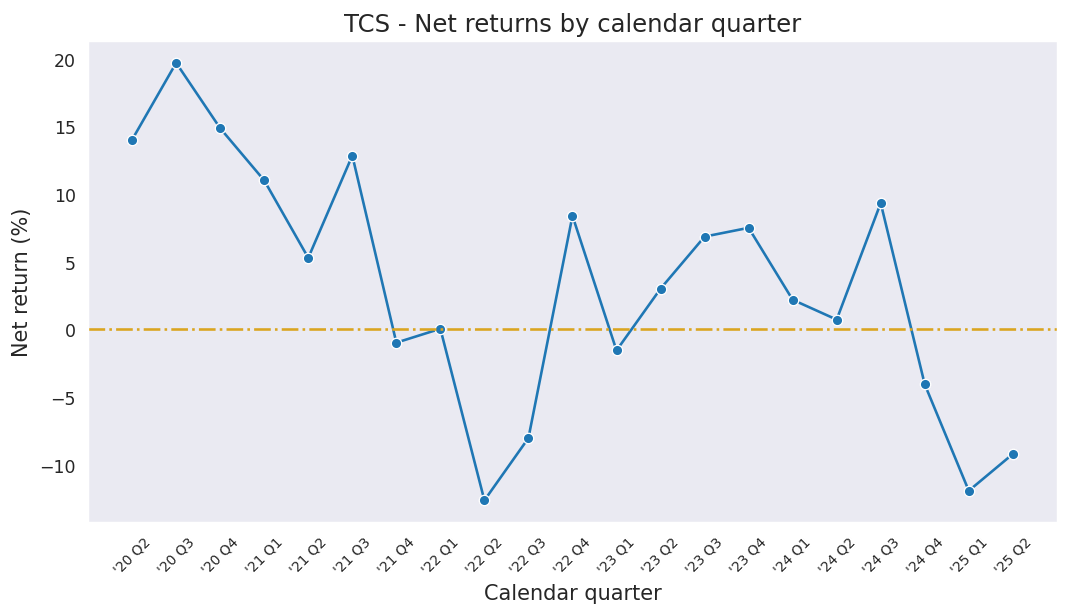 TCS - Net returns by calendar quarter
Net return (%)
20
15
10
5
0
−5
−10
'20 Q2
'20 Q3
'20 Q4
'21 Q1
'21 Q2
'21 Q3
'21 Q4
'22 Q1
'22 Q2
'22 Q3
'22 Q4
'23 Q1
'23 Q2
'23 Q3
'23 Q4
'24 Q1
'24 Q2
'24 Q3
'24 Q4
'25 Q1
'25 Q2
Calendar quarter